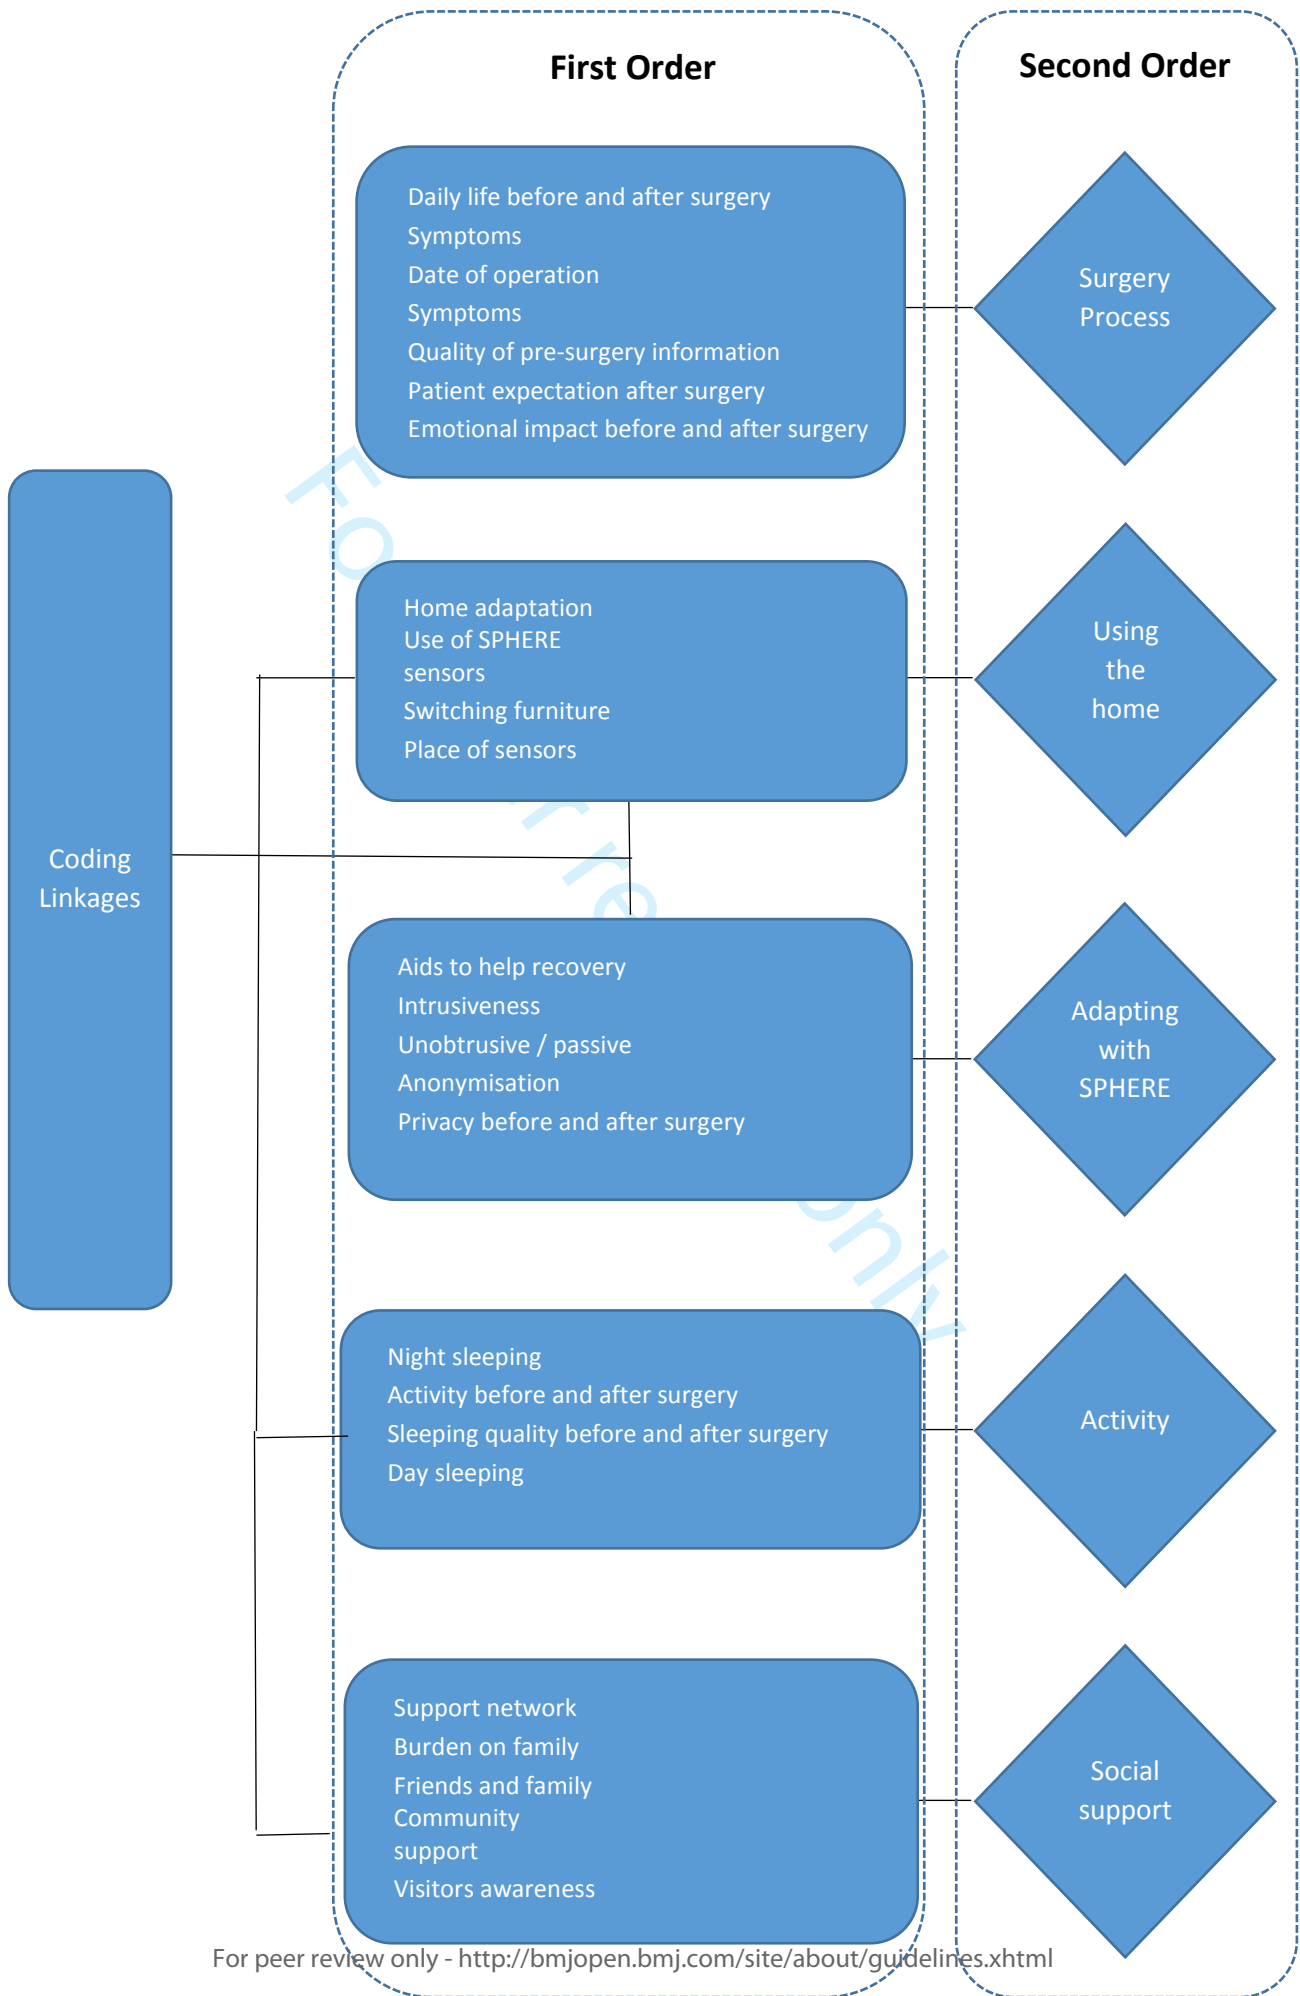 First Order
Second Order
Daily life before and after surgery
Symptoms
Date of operation
Symptoms
Quality of pre-surgery information
Patient expectation after surgery
Emotional impact before and after surgery
Surgery
Process
Home adaptation
Use of SPHERE
sensors
Switching furniture
Place of sensors
Using
the
home
Coding
Linkages
Aids to help recovery
Intrusiveness
Unobtrusive / passive
Anonymisation
Privacy before and after surgery
Adapting
with
SPHERE
Night sleeping
Activity before and after surgery
Sleeping quality before and after surgery
Day sleeping
Activity
Support network
Burden on family
Friends and family
Community
support
Visitors awareness
Social
support
For peer review only - http://bmjopen.bmj.com/site/about/guidelines.xhtml